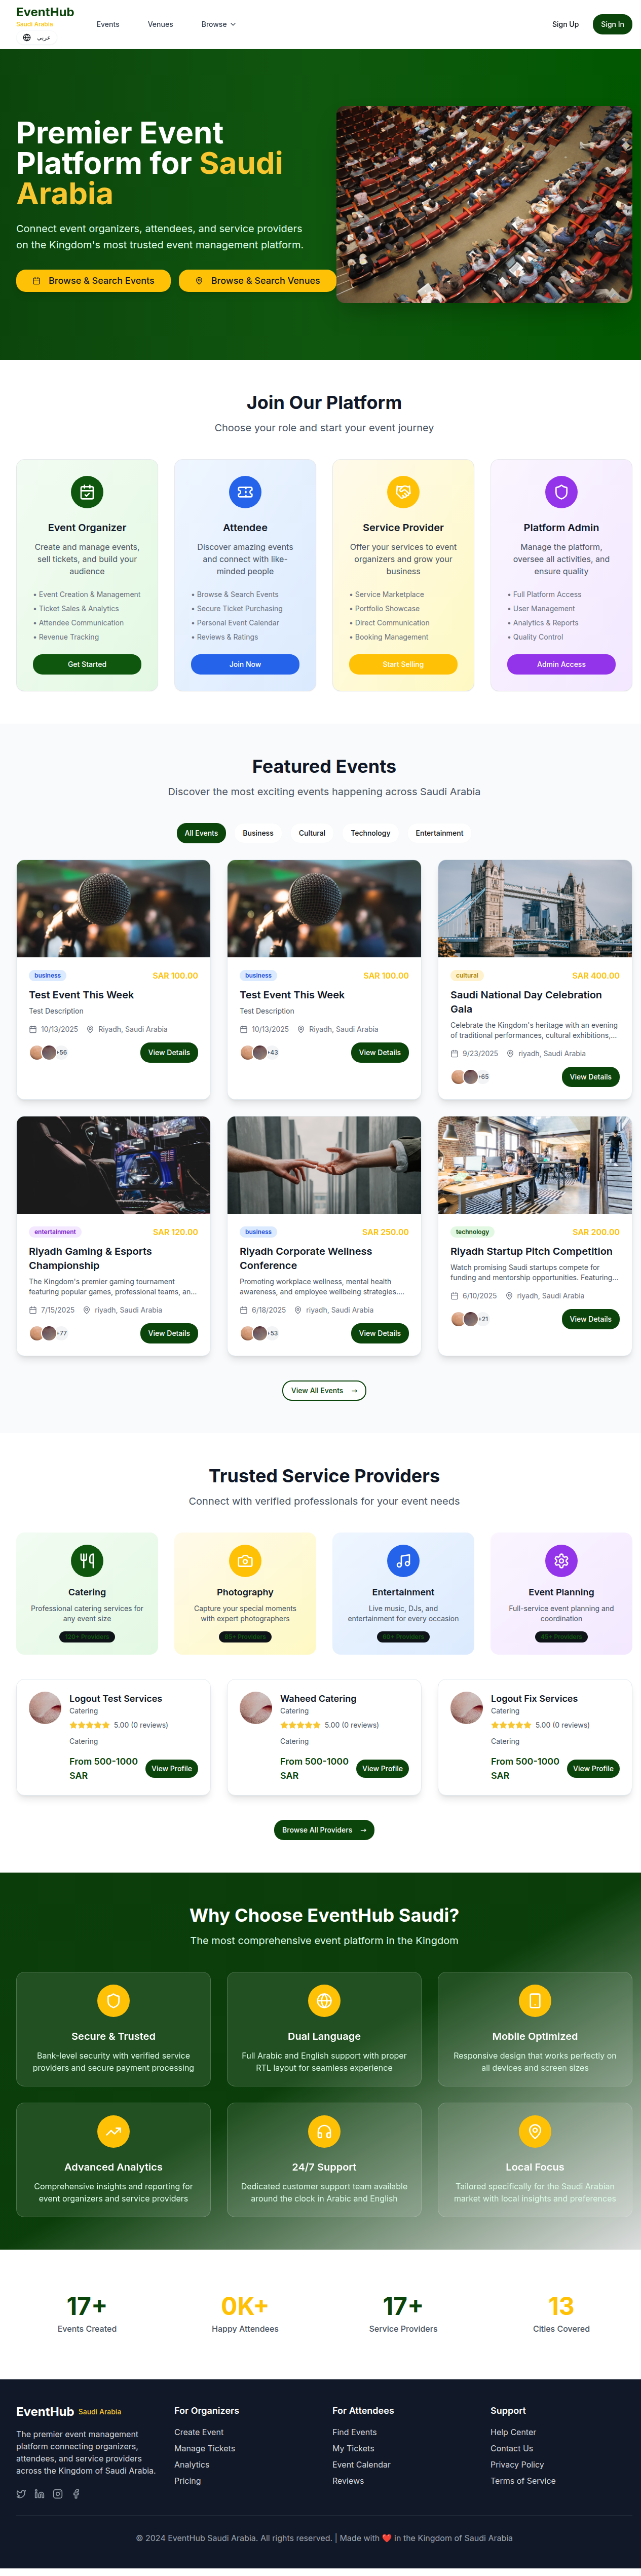 EventHub
Saudi Arabia
عربي
Events
Venues
Browse
Sign Up
Sign In
Premier Event
Platform for Saudi
Arabia
Connect event organizers, attendees, and service providers
on the Kingdom's most trusted event management platform.
Browse & Search Events
Browse & Search Venues
Join Our Platform
Choose your role and start your event journey
Event Organizer
Create and manage events,
sell tickets, and build your
audience
• Event Creation & Management
• Ticket Sales & Analytics
• Attendee Communication
• Revenue Tracking
Get Started
Attendee
Discover amazing events
and connect with like-
minded people
• Browse & Search Events
• Secure Ticket Purchasing
• Personal Event Calendar
• Reviews & Ratings
Join Now
Service Provider
Offer your services to event
organizers and grow your
business
• Service Marketplace
• Portfolio Showcase
• Direct Communication
• Booking Management
Start Selling
Platform Admin
Manage the platform,
oversee all activities, and
ensure quality
• Full Platform Access
• User Management
• Analytics & Reports
• Quality Control
Admin Access
Featured Events
Discover the most exciting events happening across Saudi Arabia
All Events
Business
Cultural
Technology
Entertainment
business
SAR 100.00
Test Event This Week
Test Description
10/13/2025
Riyadh, Saudi Arabia
+56
View Details
business
SAR 100.00
Test Event This Week
Test Description
10/13/2025
Riyadh, Saudi Arabia
+43
View Details
cultural
SAR 400.00
Saudi National Day Celebration
Gala
Celebrate the Kingdom's heritage with an evening
of traditional performances, cultural exhibitions,...
9/23/2025
riyadh, Saudi Arabia
+65
View Details
entertainment
SAR 120.00
Riyadh Gaming & Esports
Championship
The Kingdom's premier gaming tournament
featuring popular games, professional teams, an...
7/15/2025
riyadh, Saudi Arabia
+77
View Details
business
SAR 250.00
Riyadh Corporate Wellness
Conference
Promoting workplace wellness, mental health
awareness, and employee wellbeing strategies....
6/18/2025
riyadh, Saudi Arabia
+53
View Details
technology
SAR 200.00
Riyadh Startup Pitch Competition
Watch promising Saudi startups compete for
funding and mentorship opportunities. Featuring...
6/10/2025
riyadh, Saudi Arabia
+21
View Details
View All Events →
Trusted Service Providers
Connect with verified professionals for your event needs
Catering
Professional catering services for
any event size
120+ Providers
Photography
Capture your special moments
with expert photographers
85+ Providers
Entertainment
Live music, DJs, and
entertainment for every occasion
60+ Providers
Event Planning
Full-service event planning and
coordination
45+ Providers
Logout Test Services
Catering
5.00 (0 reviews)
Catering
From 500-1000
SAR
View Profile
Waheed Catering
Catering
5.00 (0 reviews)
Catering
From 500-1000
SAR
View Profile
Logout Fix Services
Catering
5.00 (0 reviews)
Catering
From 500-1000
SAR
View Profile
Browse All Providers →
Why Choose EventHub Saudi?
The most comprehensive event platform in the Kingdom
Secure & Trusted
Bank-level security with verified service
providers and secure payment processing
Dual Language
Full Arabic and English support with proper
RTL layout for seamless experience
Mobile Optimized
Responsive design that works perfectly on
all devices and screen sizes
Advanced Analytics
Comprehensive insights and reporting for
event organizers and service providers
24/7 Support
Dedicated customer support team available
around the clock in Arabic and English
Local Focus
Tailored specifically for the Saudi Arabian
market with local insights and preferences
17+
Events Created
0K+
Happy Attendees
17+
Service Providers
13
Cities Covered
EventHub Saudi Arabia
The premier event management
platform connecting organizers,
attendees, and service providers
across the Kingdom of Saudi Arabia.
For Organizers
Create Event
Manage Tickets
Analytics
Pricing
For Attendees
Find Events
My Tickets
Event Calendar
Reviews
Support
Help Center
Contact Us
Privacy Policy
Terms of Service
© 2024 EventHub Saudi Arabia. All rights reserved. | Made with ❤️ in the Kingdom of Saudi Arabia